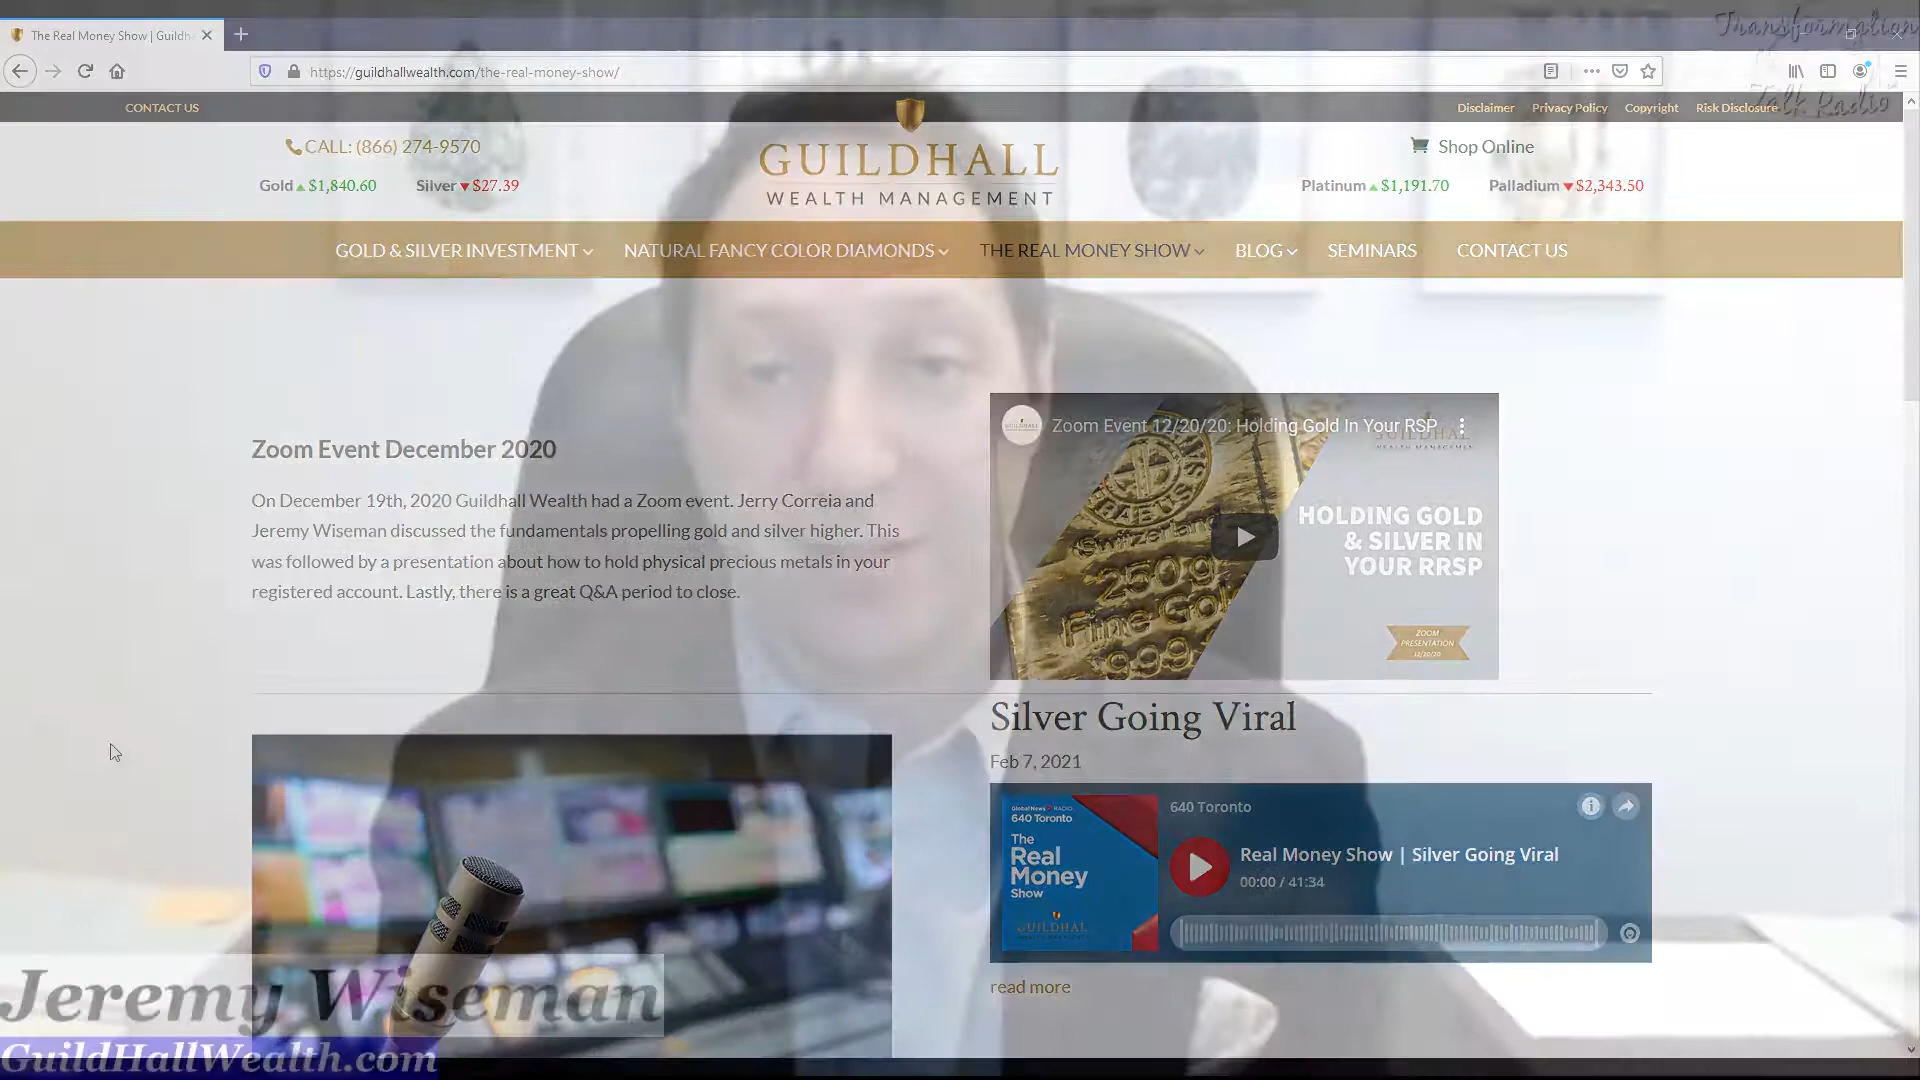 The Real Money Show | Guildh
Transformation
https://guildhallwealth.com/the-real-money-show/
Talk Radio
CONTACT US
Disclaimer Privacy Policy Copyright Risk Disclosure
CALL: (866) 274-9570
GUILDHALL
WEALTH MANAGEMENT
Shop Online
Gold $1,840.60 Silver $27.39
Platinum $1,191.70 Palladium $2,343.50
GOLD & SILVER INVESTMENT NATURAL FANCY COLOR DIAMONDS THE REAL MONEY SHOW BLOG SEMINARS CONTACT US
Zoom Event December 2020
On December 19th, 2020 Guildhall Wealth had a Zoom event. Jerry Correia and
Jeremy Wiseman discussed the fundamentals propelling gold and silver higher. This
was followed by a presentation about how to hold physical precious metals in your
registered account. Lastly, there is a great Q&A period to close.
Zoom Event 12/20/20: Holding Gold In Your RSP
GUILDHALL
Switzerland
250 g
Fine Gold
999
HOLDING GOLD
& SILVER IN
YOUR RRSP
ZOOM
PRESENTATION
12/20/20
Silver Going Viral
Feb 7, 2021
Global News RADIO
640 Toronto
The
Real
Money
Show
GUILDHALL
640 Toronto
Real Money Show | Silver Going Viral
00:00 / 41:34
read more
Jeremy Wiseman
GuildHallWealth.com